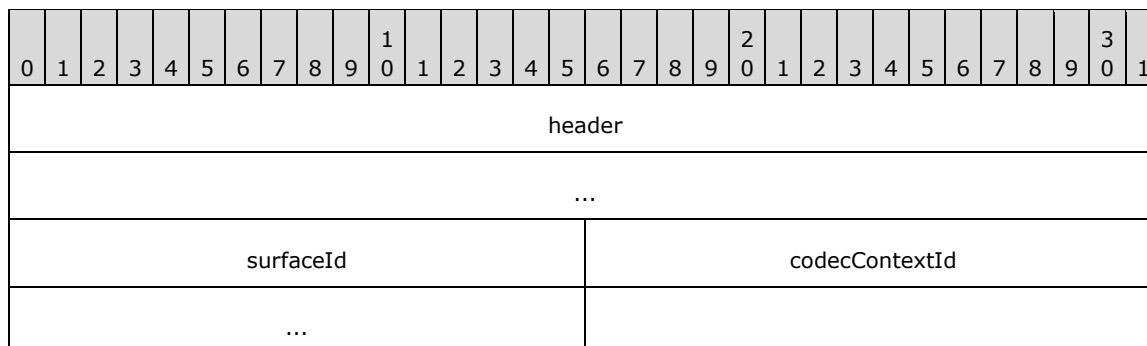 1 2 3
0 1 2 3 4 5 6 7 8 9 0 1 2 3 4 5 6 7 8 9 0 1 2 3 4 5 6 7 8 9 0 1
header
...
surfaceId codecContextId
...